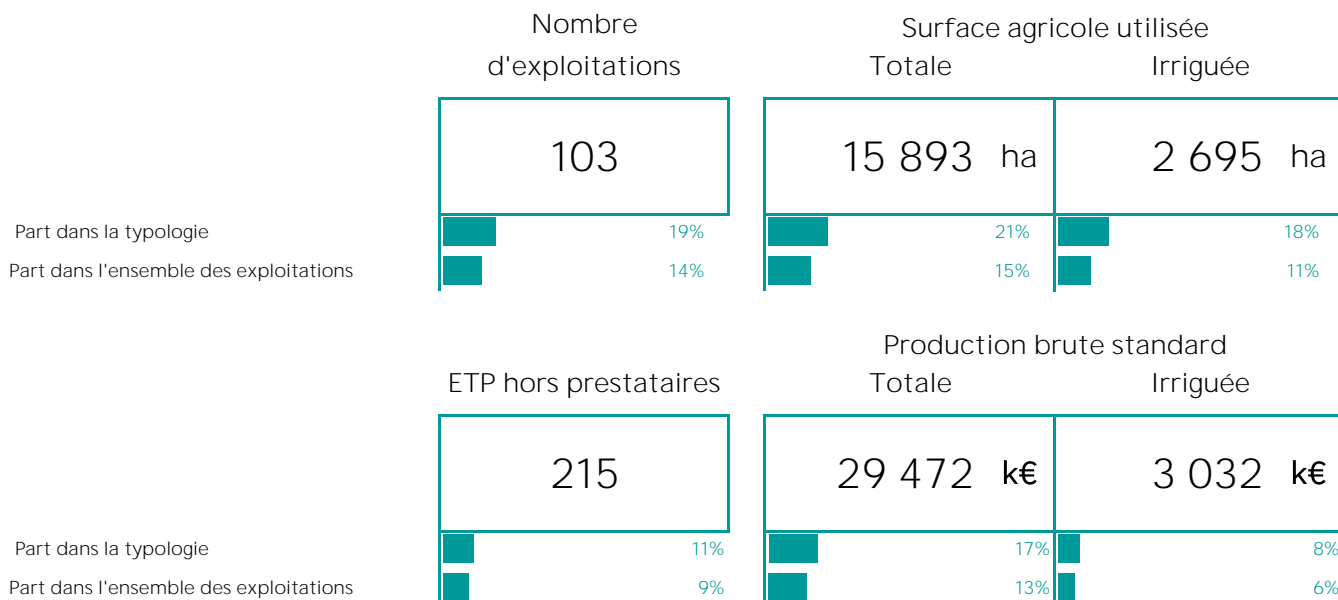 Nombre d'exploitations
Surface agricole utilisée
Totale Irriguée
103 15 893 ha 2 695 ha
Part dans la typologie 19% 21% 18%
Part dans l'ensemble des exploitations 14% 15% 11%
Production brute standard
ETP hors prestataires Totale Irriguée
215 29 472 k€ 3 032 k€
Part dans la typologie 11% 17% 8%
Part dans l'ensemble des exploitations 9% 13% 6%